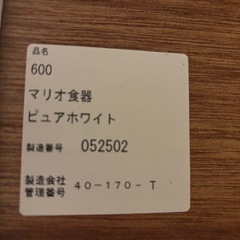 品名
600
マリオ食器
ピュアホワイト
製造番号 052502
製造会社
管理番号 40-170-T